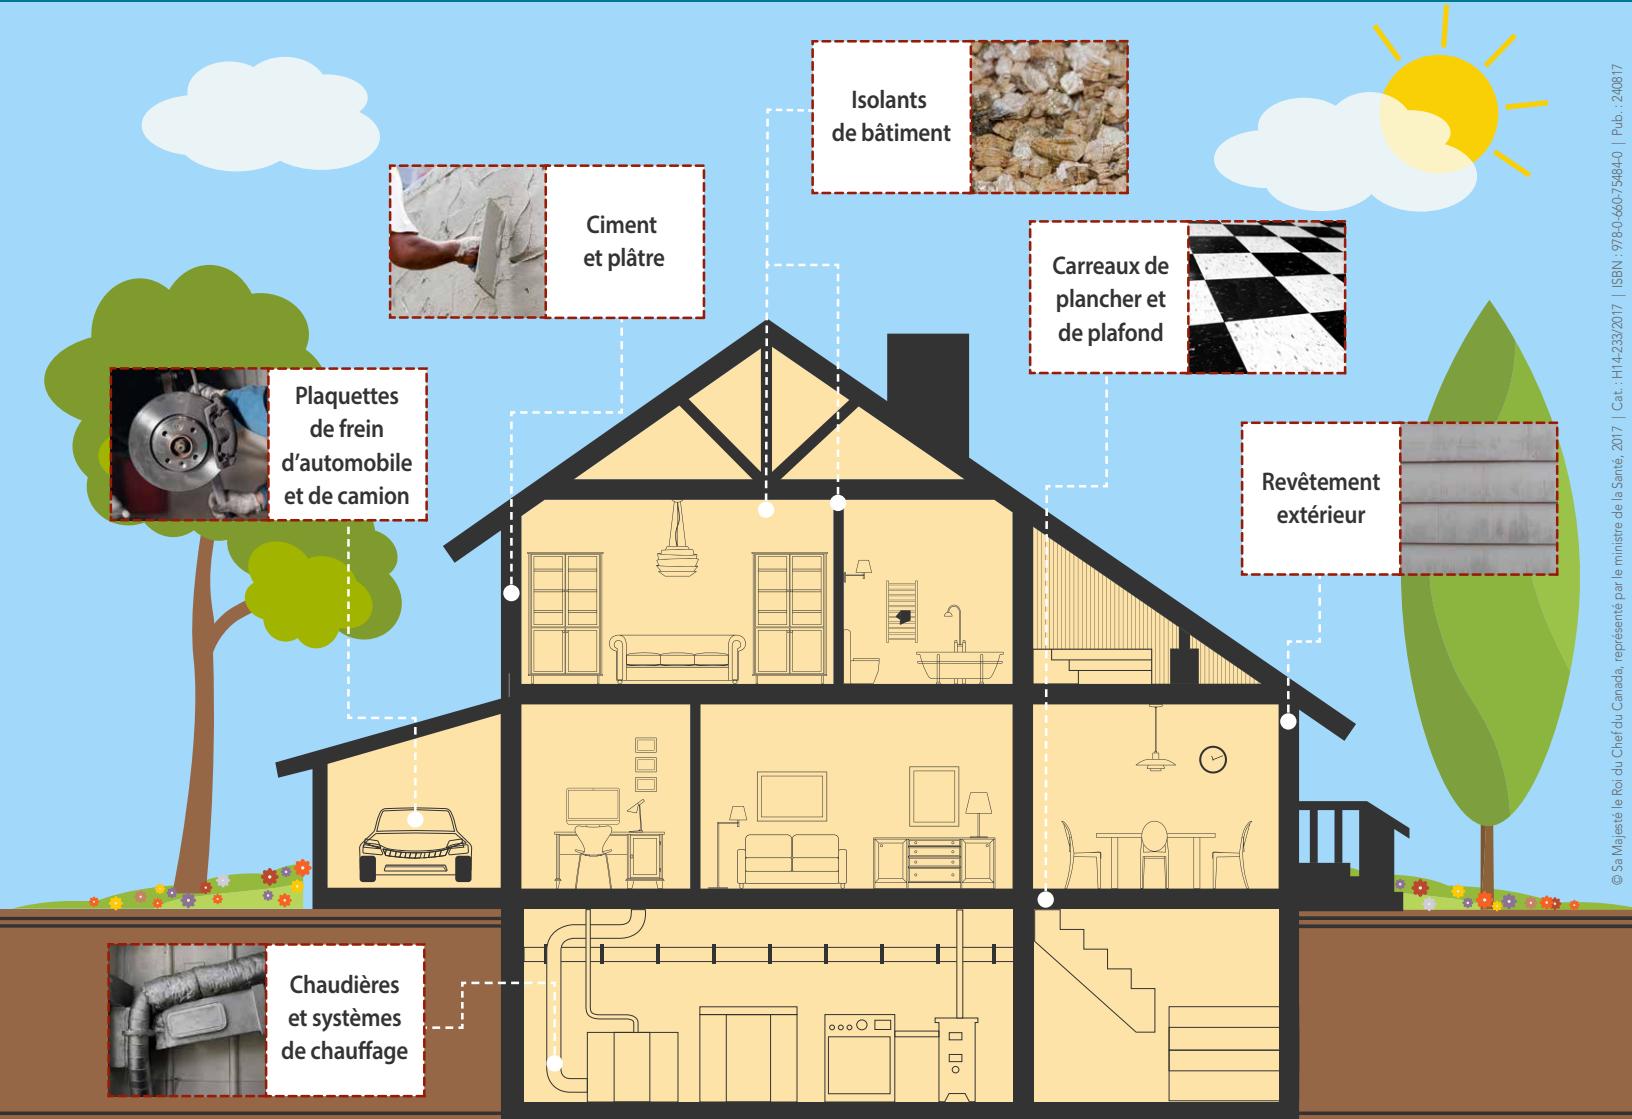 Isolants
de bâtiment
Ciment
et plâtre
Carreaux de
plancher et
de plafond
Plaquettes
de frein
d’automobile
et de camion
Revêtement
extérieur
Chaudières
et systèmes
de chauffage
© Sa Majesté le Roi du Chef du Canada, représenté par le ministre de la Santé, 2017 | Cat. : H14-233/2017 | ISBN : 978-0-660-75484-0 | Pub. : 240817